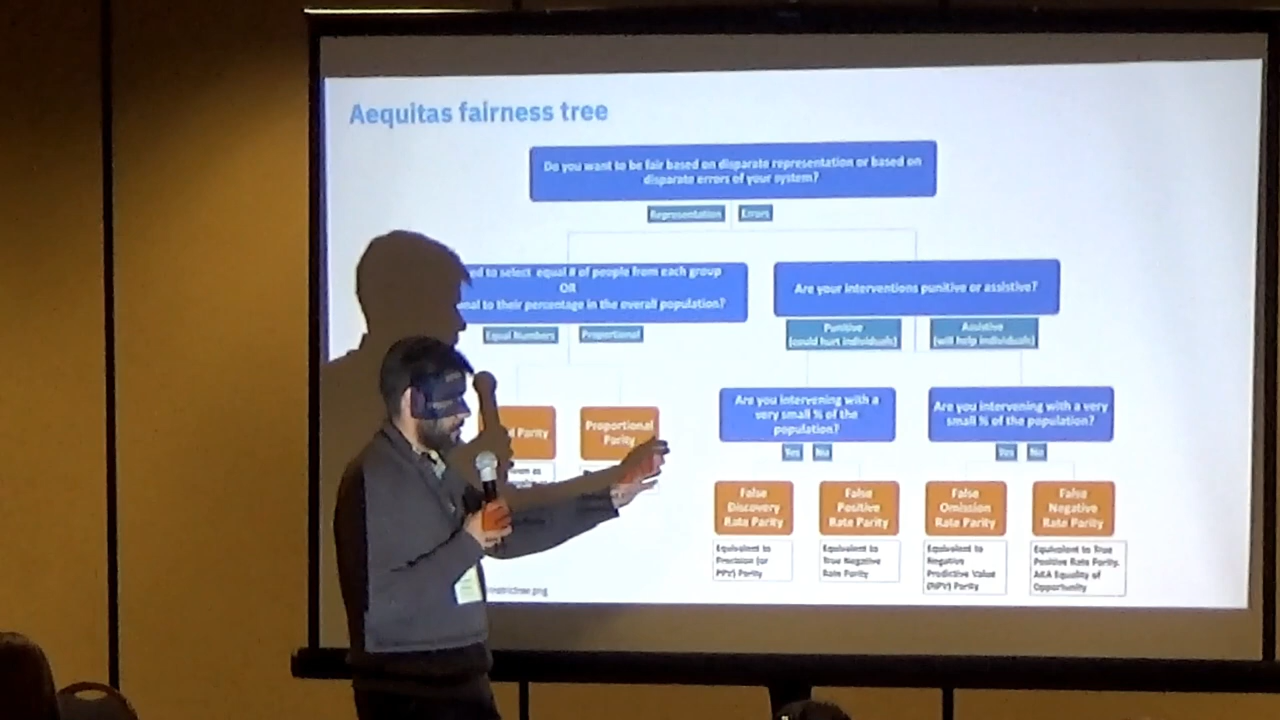 Aequitas fairness tree
Do you want to be fair based on disparate representation or based on
disparate errors of your system?
Representation
Errors
to select equal # of people from each group
OR
to their percentage in the overall population?
Are your interventions punitive or assistive?
Equal Numbers
Proportional
Punitive
(could hurt individuals)
Assistive
(will help individuals)
Parity
Proportional
Parity
Are you intervening with a
very small % of the
population?
Are you intervening with a very
small % of the population?
Yes
No
Yes
No
False
Discovery
Rate Parity
False
Positive
Rate Parity
False
Omission
Rate Parity
False
Negative
Rate Parity
Equivalent to
Precision (or
PPV) Parity
Equivalent to
True Negative
Rate Parity
Equivalent to
Negative
Predictive Value
(NPV) Parity
Equivalent to True
Positive Rate Parity.
AKA Equality of
Opportunity